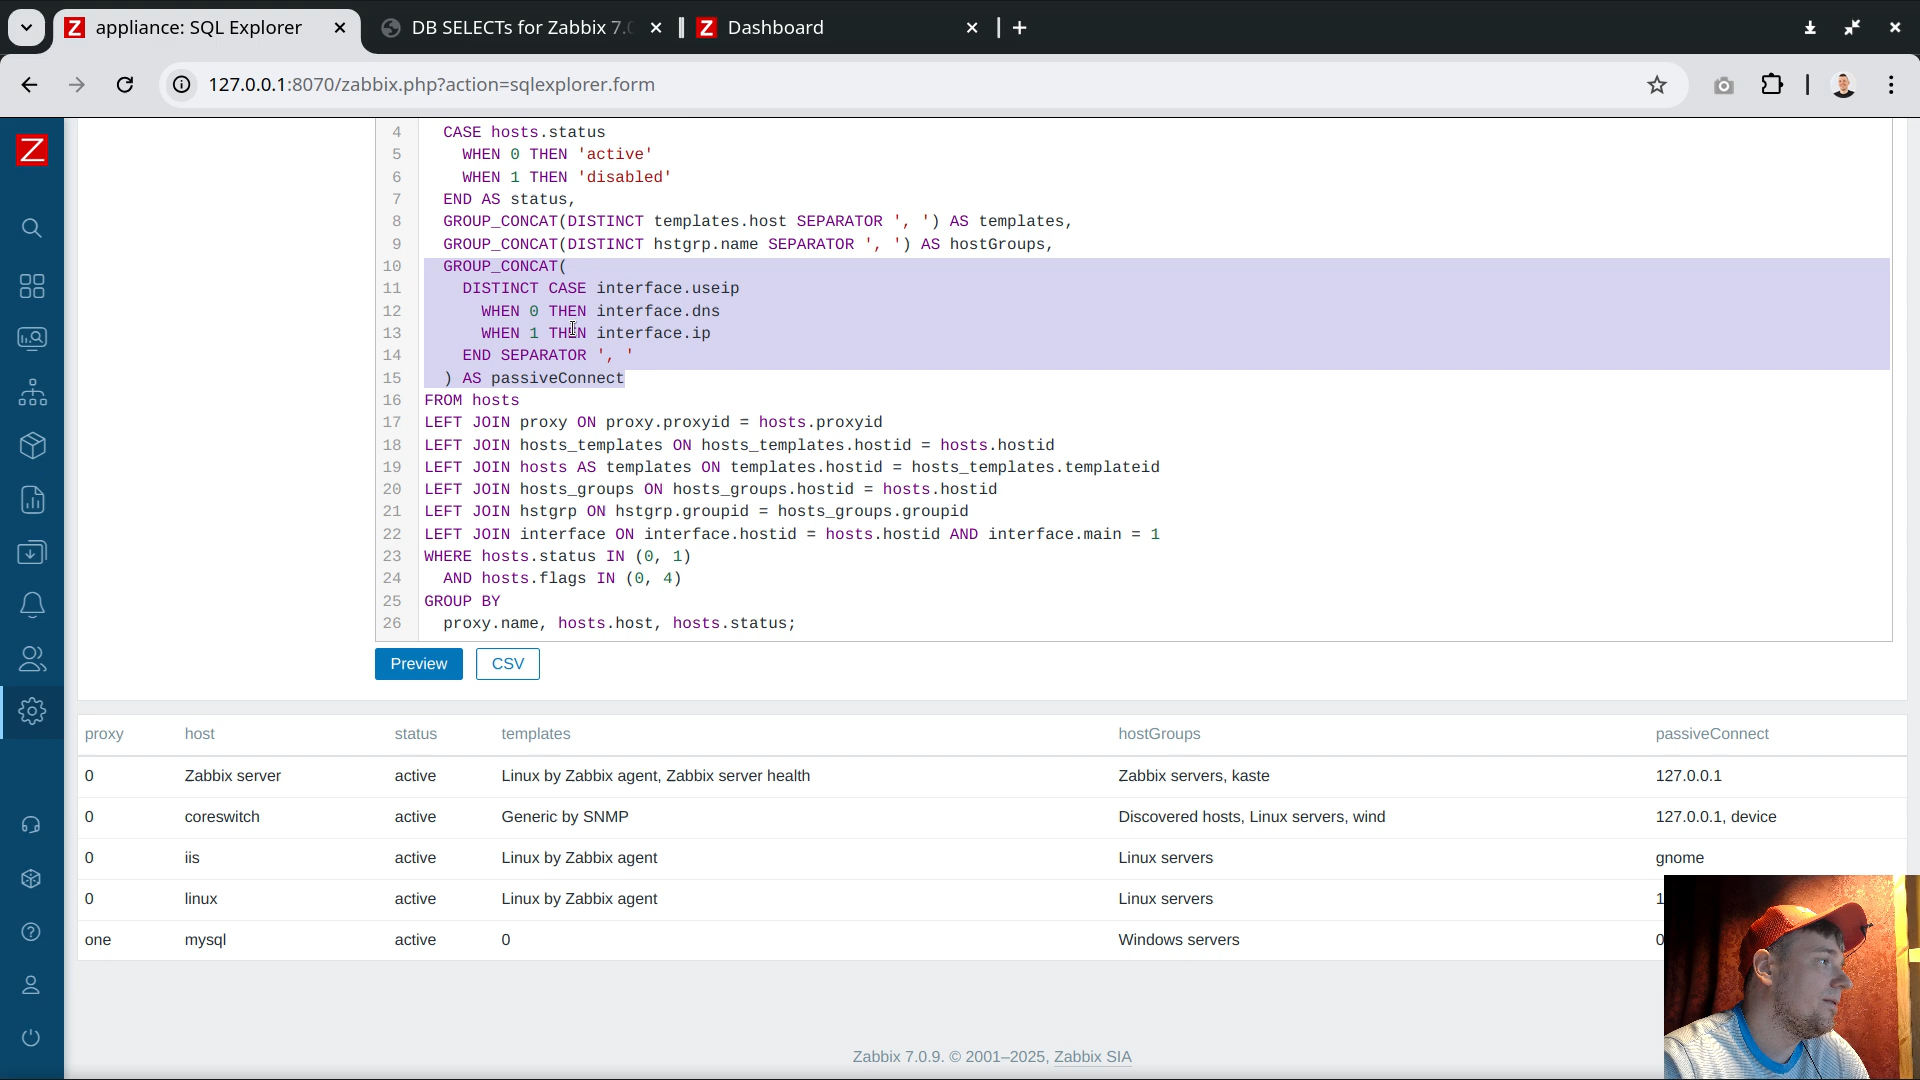 appliance: SQL Explorer
DB SELECTs for Zabbix 7.0
Dashboard
127.0.0.1:8070/zabbix.php?action=sqlexplorer.form
Z
4 CASE hosts.status
5 WHEN 0 THEN 'active'
6 WHEN 1 THEN 'disabled'
7 END AS status,
8 GROUP_CONCAT(DISTINCT templates.host SEPARATOR ', ') AS templates,
9 GROUP_CONCAT(DISTINCT hstgrp.name SEPARATOR ', ') AS hostGroups,
10 GROUP_CONCAT(
11 DISTINCT CASE interface.useip
12 WHEN 0 THEN interface.dns
13 WHEN 1 THEN interface.ip
14 END SEPARATOR ', '
15 ) AS passiveConnect
16 FROM hosts
17 LEFT JOIN proxy ON proxy.proxyid = hosts.proxyid
18 LEFT JOIN hosts_templates ON hosts_templates.hostid = hosts.hostid
19 LEFT JOIN hosts AS templates ON templates.hostid = hosts_templates.templateid
20 LEFT JOIN hosts_groups ON hosts_groups.hostid = hosts.hostid
21 LEFT JOIN hstgrp ON hstgrp.groupid = hosts_groups.groupid
22 LEFT JOIN interface ON interface.hostid = hosts.hostid AND interface.main = 1
23 WHERE hosts.status IN (0, 1)
24 AND hosts.flags IN (0, 4)
25 GROUP BY
26 proxy.name, hosts.host, hosts.status;
Preview CSV
proxy host status templates hostGroups passiveConnect
0 Zabbix server active Linux by Zabbix agent, Zabbix server health Zabbix servers, kaste 127.0.0.1
0 coreswitch active Generic by SNMP Discovered hosts, Linux servers, wind 127.0.0.1, device
0 iis active Linux by Zabbix agent Linux servers gnome
0 linux active Linux by Zabbix agent Linux servers
one mysql active 0 Windows servers
Zabbix 7.0.9. © 2001–2025, Zabbix SIA